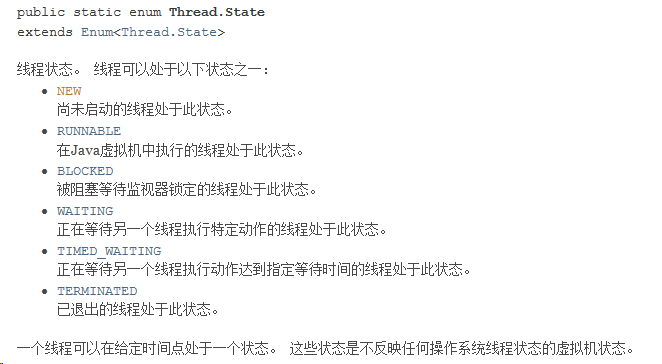 public static enum Thread.State
extends Enum<Thread.State>
线程状态。 线程可以处于以下状态之一:
• NEW
尚未启动的线程处于此状态。
• RUNNABLE
在Java虚拟机中执行的线程处于此状态。
• BLOCKED
被阻塞等待监视器锁定的线程处于此状态。
• WAITING
正在等待另一个线程执行特定动作的线程处于此状态。
• TIMED_WAITING
正在等待另一个线程执行动作达到指定等待时间的线程处于此状态。
• TERMINATED
已退出的线程处于此状态。
一个线程可以在给定时间点处于一个状态。 这些状态是不反映任何操作系统线程状态的虚拟机状态。